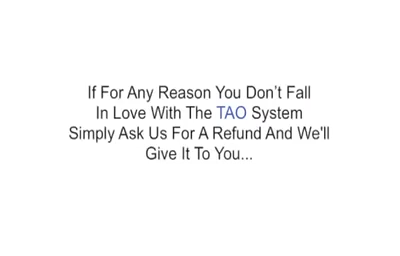 If For Any Reason You Don’t Fall
In Love With The TAO System
Simply Ask Us For A Refund And We'll
Give It To You...